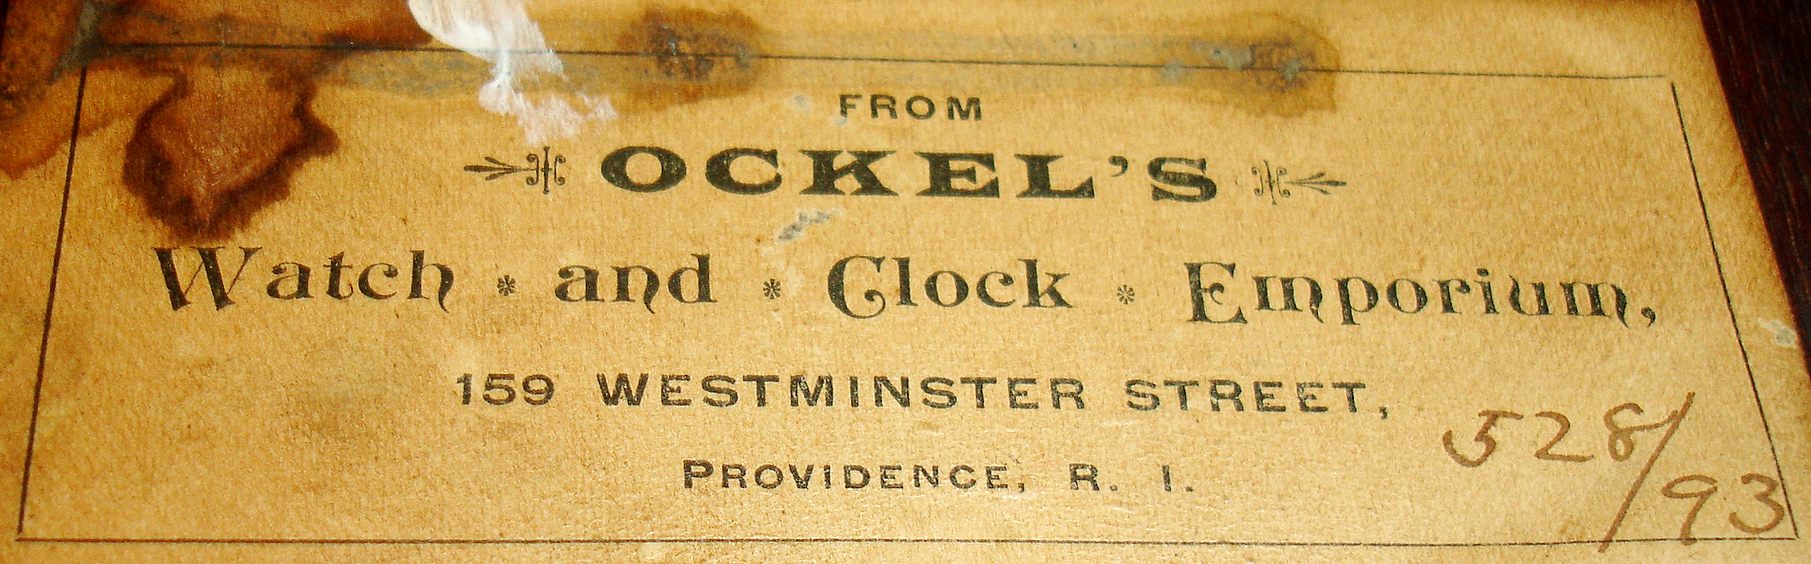 FROM
OCKEL'S
Watch * and * Clock * Emporium,
159 WESTMINSTER STREET,
PROVIDENCE, R. I.
528/93